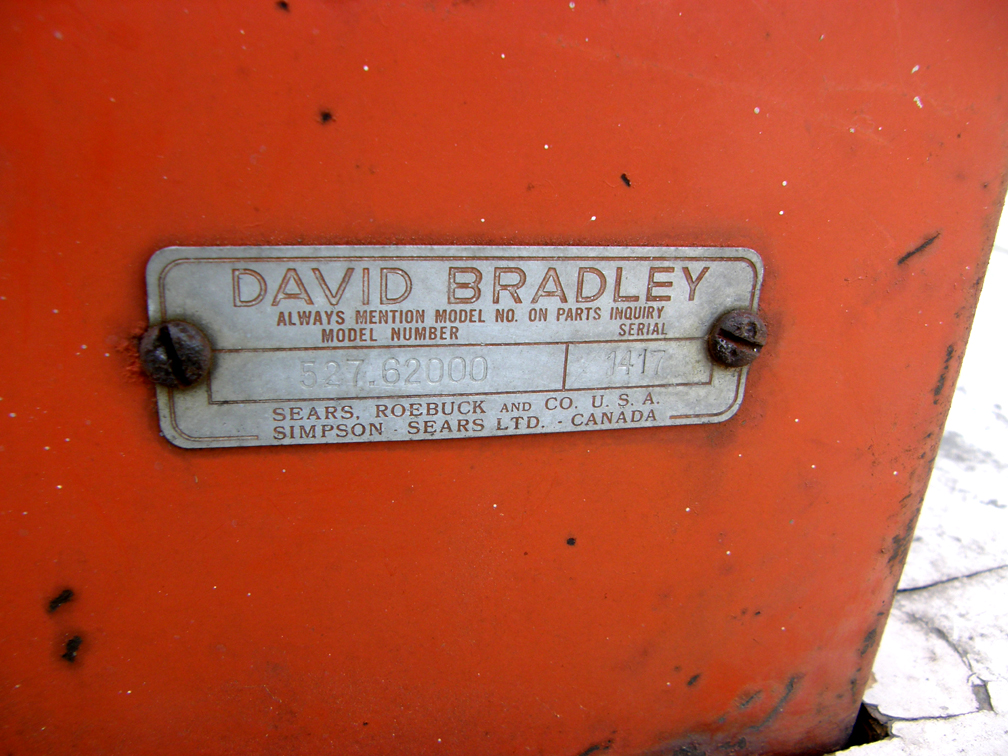 DAVID BRADLEY
ALWAYS MENTION MODEL NO. ON PARTS INQUIRY
MODEL NUMBER SERIAL
527.62000 1417
SEARS, ROEBUCK AND CO. U. S. A.
SIMPSON - SEARS LTD. - CANADA